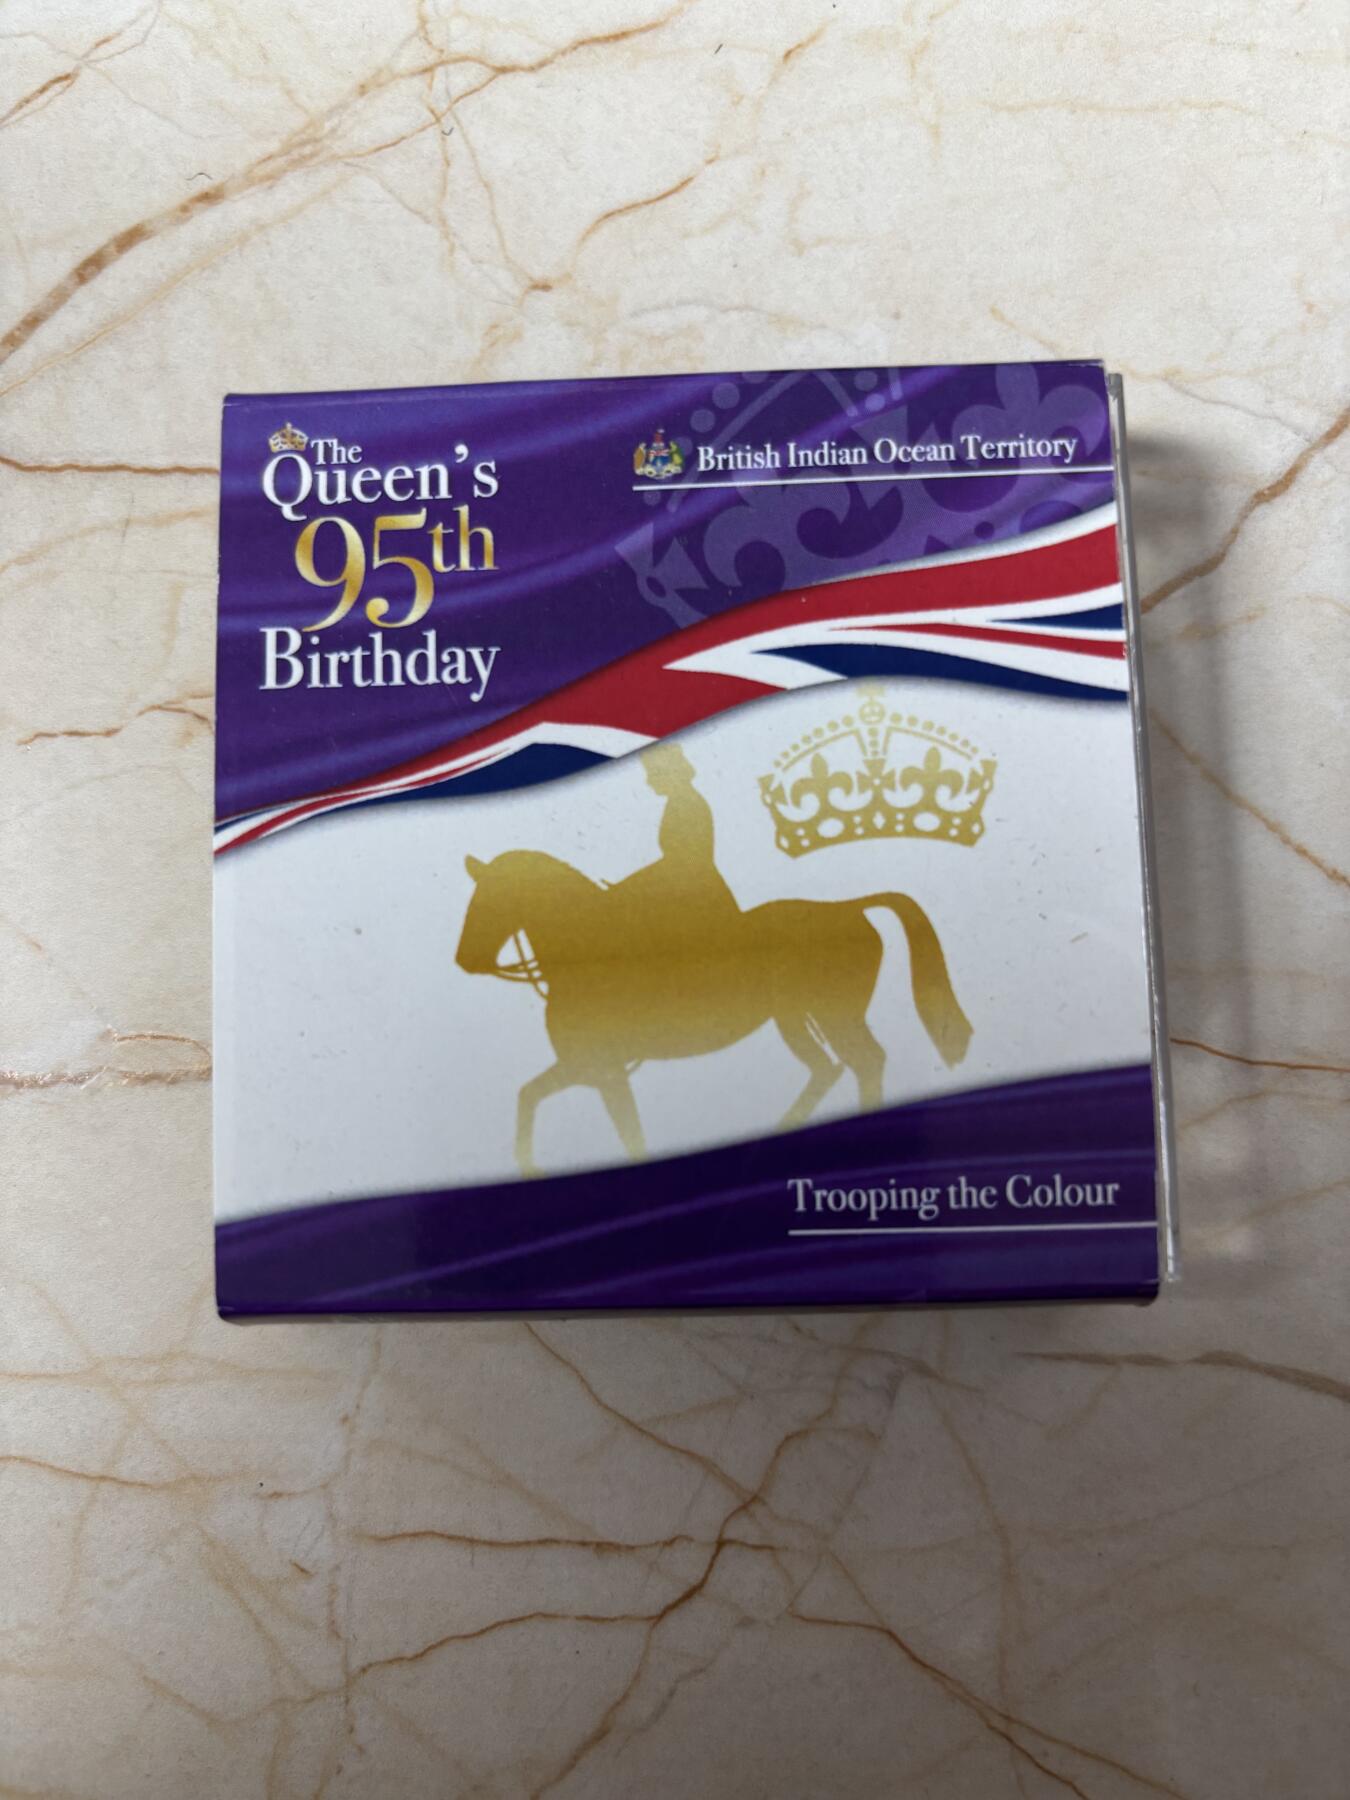 The
Queen's
95th
Birthday
British Indian Ocean Territory
Trooping the Colour